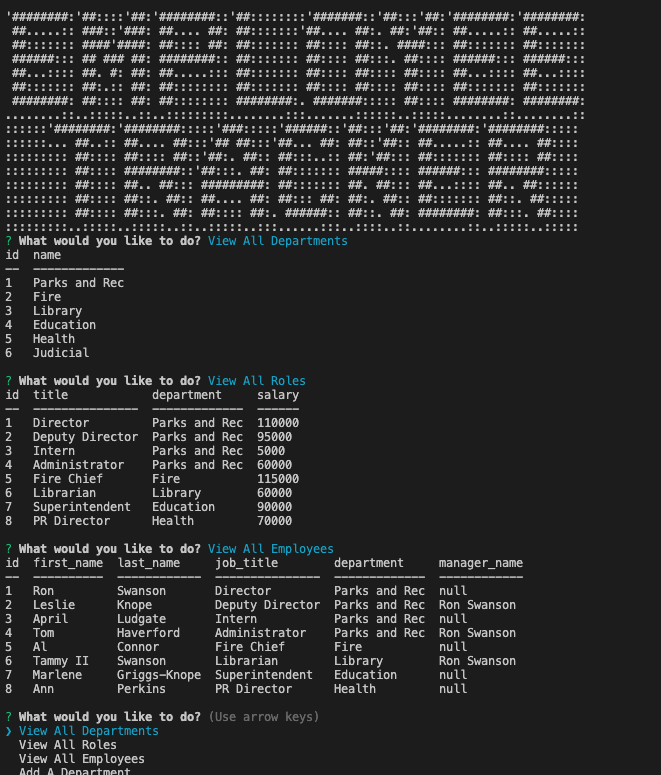 EMPLOYEE
TRACKER
? What would you like to do? View All Departments
id name
1 Parks and Rec
2 Fire
3 Library
4 Education
5 Health
6 Judicial
? What would you like to do? View All Roles
id title department salary
1 Director Parks and Rec 110000
2 Deputy Director Parks and Rec 95000
3 Intern Parks and Rec 5000
4 Administrator Parks and Rec 60000
5 Fire Chief Fire 115000
6 Librarian Library 60000
7 Superintendent Education 90000
8 PR Director Health 70000
? What would you like to do? View All Employees
id first_name last_name job_title department manager_name
1 Ron Swanson Director Parks and Rec null
2 Leslie Knope Deputy Director Parks and Rec Ron Swanson
3 April Ludgate Intern Parks and Rec null
4 Tom Haverford Administrator Parks and Rec Ron Swanson
5 Al Connor Fire Chief Fire null
6 Tammy II Swanson Librarian Library Ron Swanson
7 Marlene Griggs-Knope Superintendent Education null
8 Ann Perkins PR Director Health null
? What would you like to do? (Use arrow keys)
❯ View All Departments
View All Roles
View All Employees
Add A Department